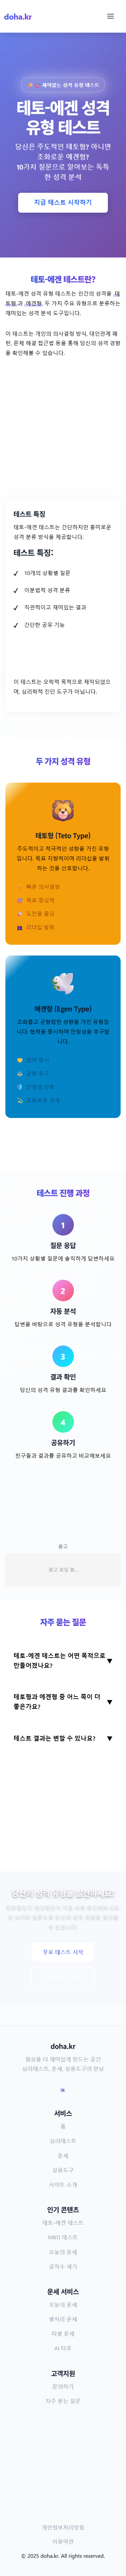 doha.kr
재미있는 성격 유형 테스트
테토-에겐 성격
유형 테스트
당신은 주도적인 테토형? 아니면
조화로운 에겐형?
10가지 질문으로 알아보는 독특
한 성격 분석
지금 테스트 시작하기
테토-에겐 테스트란?
테토-에겐 성격 유형 테스트는 인간의 성격을 테
토형과 에겐형 두 가지 주요 유형으로 분류하는
재미있는 성격 분석 도구입니다.
이 테스트는 개인의 의사결정 방식, 대인관계 패
턴, 문제 해결 접근법 등을 통해 당신의 성격 경향
을 확인해볼 수 있습니다.
테스트 특징
테토-에겐 테스트는 간단하지만 흥미로운
성격 분류 방식을 제공합니다.
테스트 특징:
✓ 10개의 상황별 질문
✓ 이분법적 성격 분류
✓ 직관적이고 재미있는 결과
✓ 간단한 공유 기능
이 테스트는 오락적 목적으로 제작되었으
며, 심리학적 진단 도구가 아닙니다.
두 가지 성격 유형
테토형 (Teto Type)
주도적이고 적극적인 성향을 가진 유형
입니다. 목표 지향적이며 리더십을 발휘
하는 것을 선호합니다.
빠른 의사결정
목표 중심적
도전을 즐김
리더십 발휘
에겐형 (Egen Type)
조화롭고 균형잡힌 성향을 가진 유형입
니다. 협력을 중시하며 안정성을 추구합
니다.
협력 중시
균형 추구
안정성 선호
조화로운 관계
테스트 진행 과정
1
질문 응답
10가지 상황별 질문에 솔직하게 답변하세요
2
자동 분석
답변을 바탕으로 성격 유형을 분석합니다
3
결과 확인
당신의 성격 유형 결과를 확인하세요
4
공유하기
친구들과 결과를 공유하고 비교해보세요
광고
광고 로딩 중...
자주 묻는 질문
테토-에겐 테스트는 어떤 목적으로 ▼
만들어졌나요?
테토형과 에겐형 중 어느 쪽이 더 ▼
좋은가요?
테스트 결과는 변할 수 있나요? ▼
당신의 성격 유형을 발견하세요!
무료 테스트 시작
doha.kr
일상을 더 재미있게 만드는 공간
심리테스트, 운세, 실용도구의 만남
서비스
홈
심리테스트
운세
실용도구
사이트 소개
인기 콘텐츠
테토-에겐 테스트
MBTI 테스트
오늘의 운세
글자수 세기
운세 서비스
오늘의 운세
별자리 운세
띠별 운세
AI 타로
고객지원
문의하기
자주 묻는 질문
개인정보처리방침
이용약관
© 2025 doha.kr. All rights reserved.